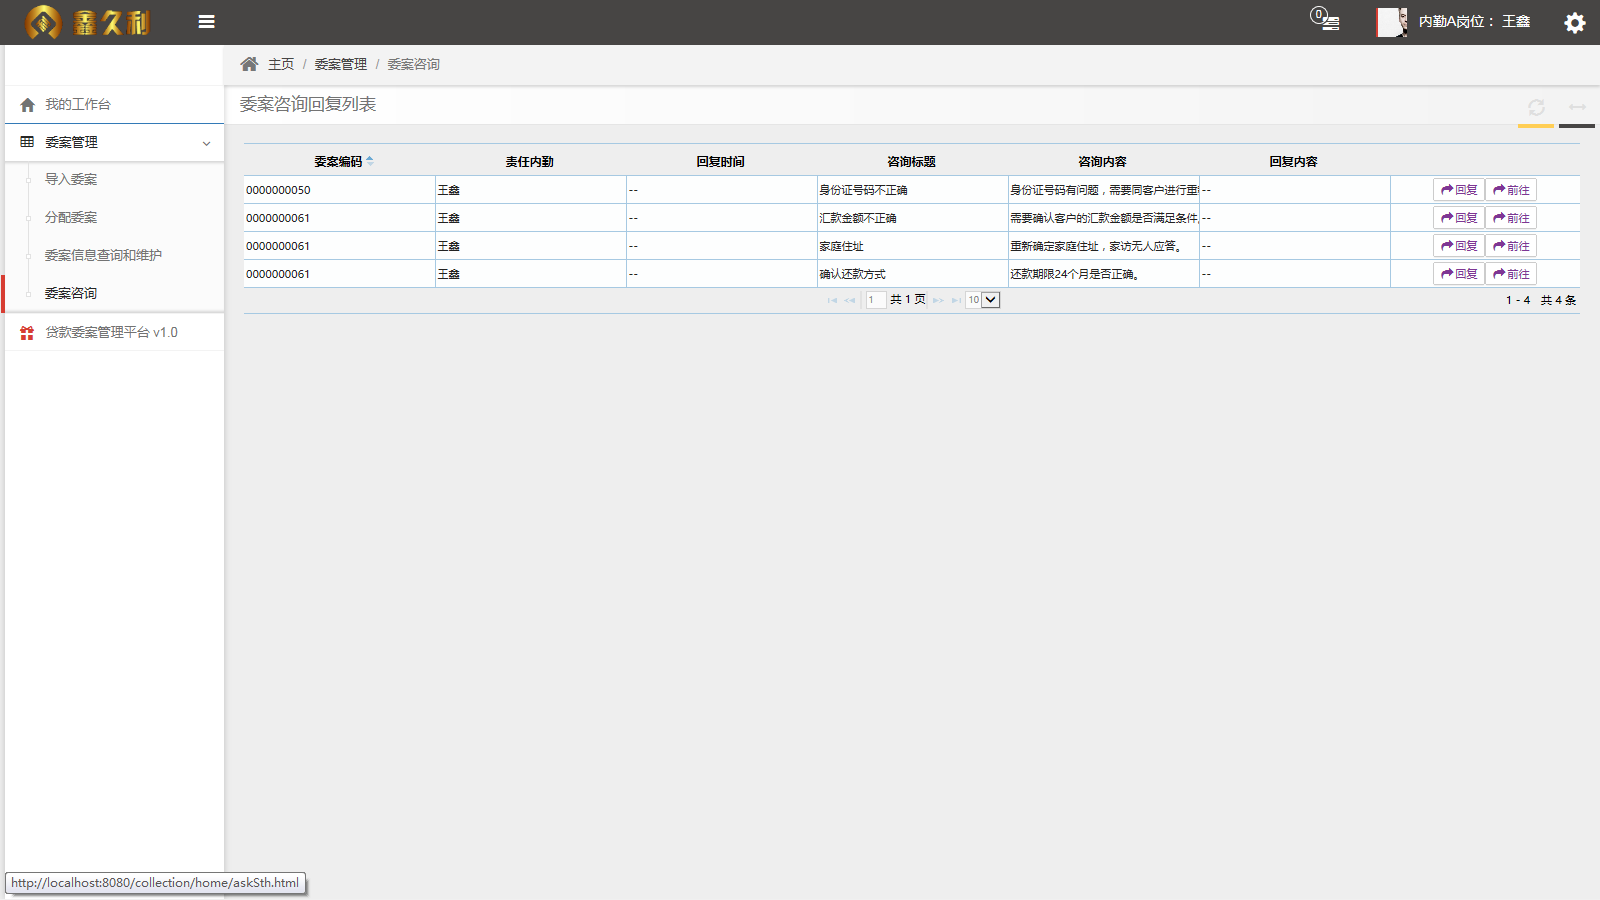 鑫久利
0
内勤A岗位： 王鑫
主页 / 委案管理 / 委案咨询
我的工作台
委案管理
导入委案
分配委案
委案信息查询和维护
委案咨询
贷款委案管理平台 v1.0
委案咨询回复列表
委案编码 责任内勤 回复时间 咨询标题 咨询内容 回复内容
0000000050 王鑫 -- 身份证号码不正确 身份证号码有问题，需要同客户进行重 -- 回复 前往
0000000061 王鑫 -- 汇款金额不正确 需要确认客户的汇款金额是否满足条件. -- 回复 前往
0000000061 王鑫 -- 家庭住址 重新确定家庭住址，家访无人应答。 -- 回复 前往
0000000061 王鑫 -- 确认还款方式 还款期限24个月是否正确。 -- 回复 前往
1 共 1 页 10 1 - 4 共 4 条
http://localhost:8080/collection/home/askSth.html